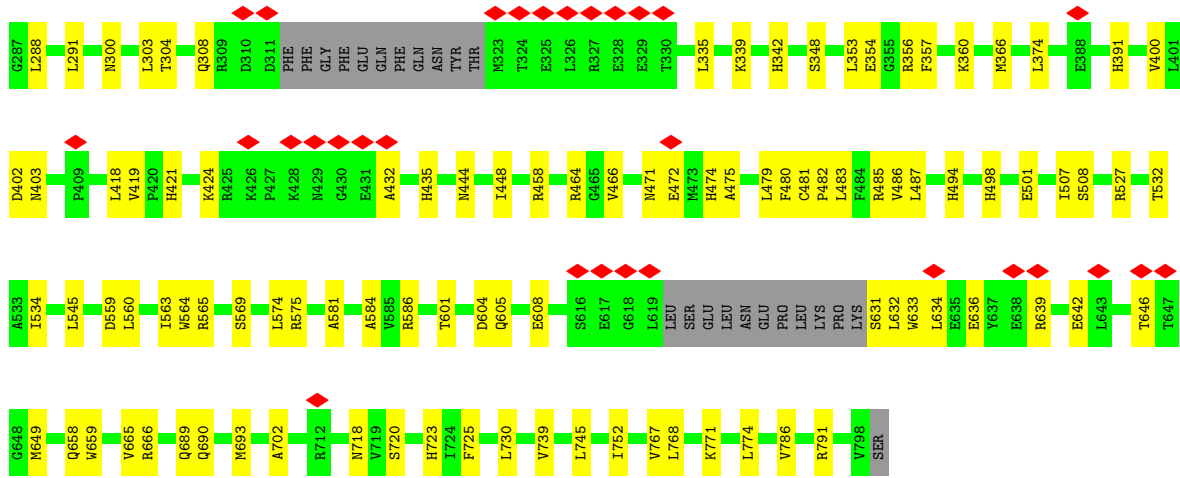 G287 L288 L291 N300 L303 T304 Q308 R309 D310 D311 PHE PHE GLY PHE GLU GLN PHE GLN ASN TYR THR M323 T324 E325 L326 R327 E328 E329 T330 L335 K339 H342 S348 L353 E354 G355 R356 F357 K360 M366 L374 E388 H391 V400 L401
D402 N403 P409 L418 V419 P420 H421 K424 R425 K426 P427 K428 N429 G430 E431 A432 H435 N444 I448 R458 R464 G465 V466 N471 E472 M473 H474 A475 L479 F480 C481 P482 L483 F484 R485 V486 L487 H494 H498 E501 I507 S508 R527 T532
A533 I534 L545 D559 L560 I563 W564 R565 S569 L574 R575 A581 A584 V585 R586 T601 D604 Q605 E608 S616 E617 G618 L619 LEU SER GLU LEU ASN GLU PRO LEU LYS PRO LYS S631 L632 W633 L634 E635 E636 Y637 E638 R639 E642 L643 T646 T647
G648 M649 Q658 W659 V665 R666 Q689 Q690 M693 A702 R712 N718 V719 S720 H723 I724 F725 L730 V739 L745 I752 V767 L768 K771 L774 V786 R791 V798 SER